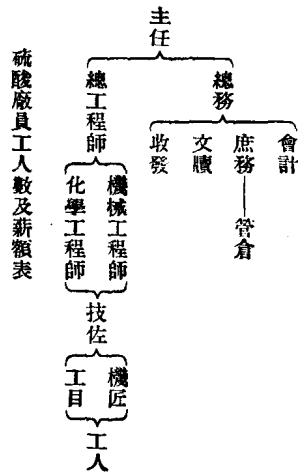 主任
總務
會計
庶務——管倉
文牘
收發
總工程師
機械工程師
化學工程師
技佐
機匠
工目
工人
硫酸廠員工人數及薪額表